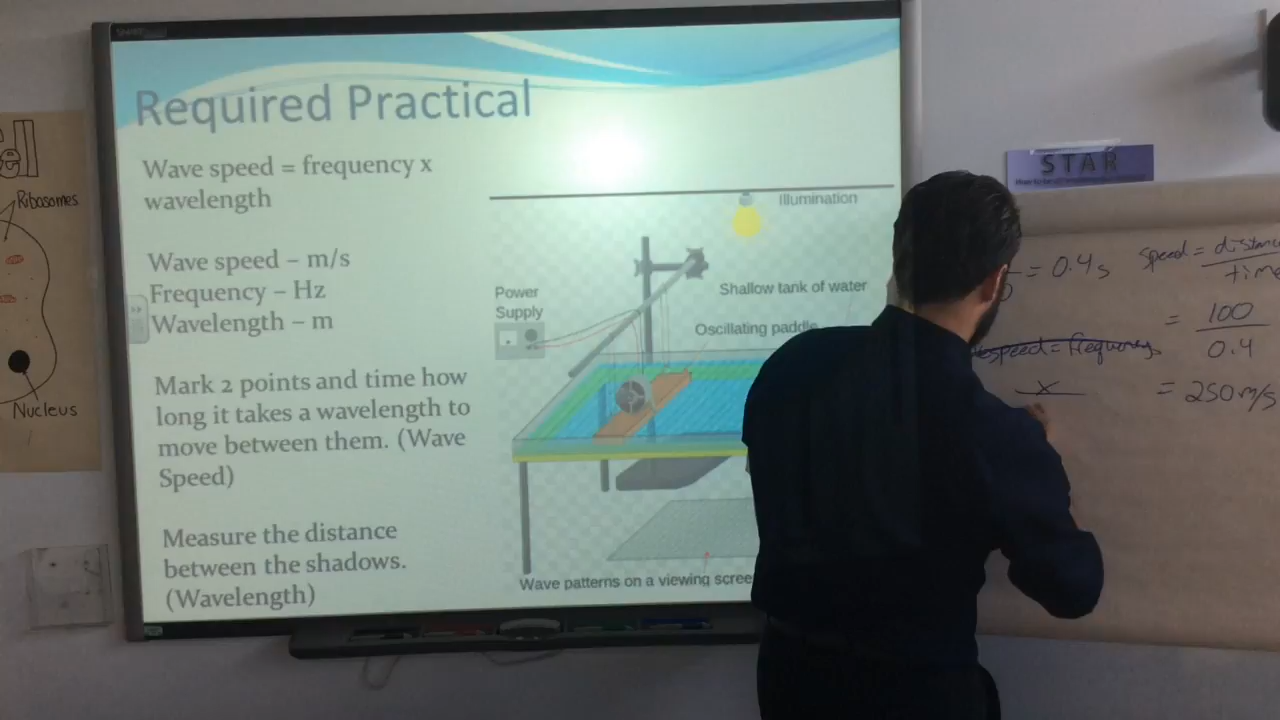 Required Practical
Wave speed = frequency x
wavelength
Wave speed – m/s
Frequency – Hz
Wavelength – m
Mark 2 points and time how
long it takes a wavelength to
move between them. (Wave
Speed)
Measure the distance
between the shadows.
(Wavelength)
Illumination
Power
Supply
Shallow tank of water
Oscillating paddle
Wave patterns on a viewing scree
Ribosomes
Nucleus
STAR
= 0.4s
speed = frequency
x
speed = distanc
time
= 100
0.4
= 250m/s